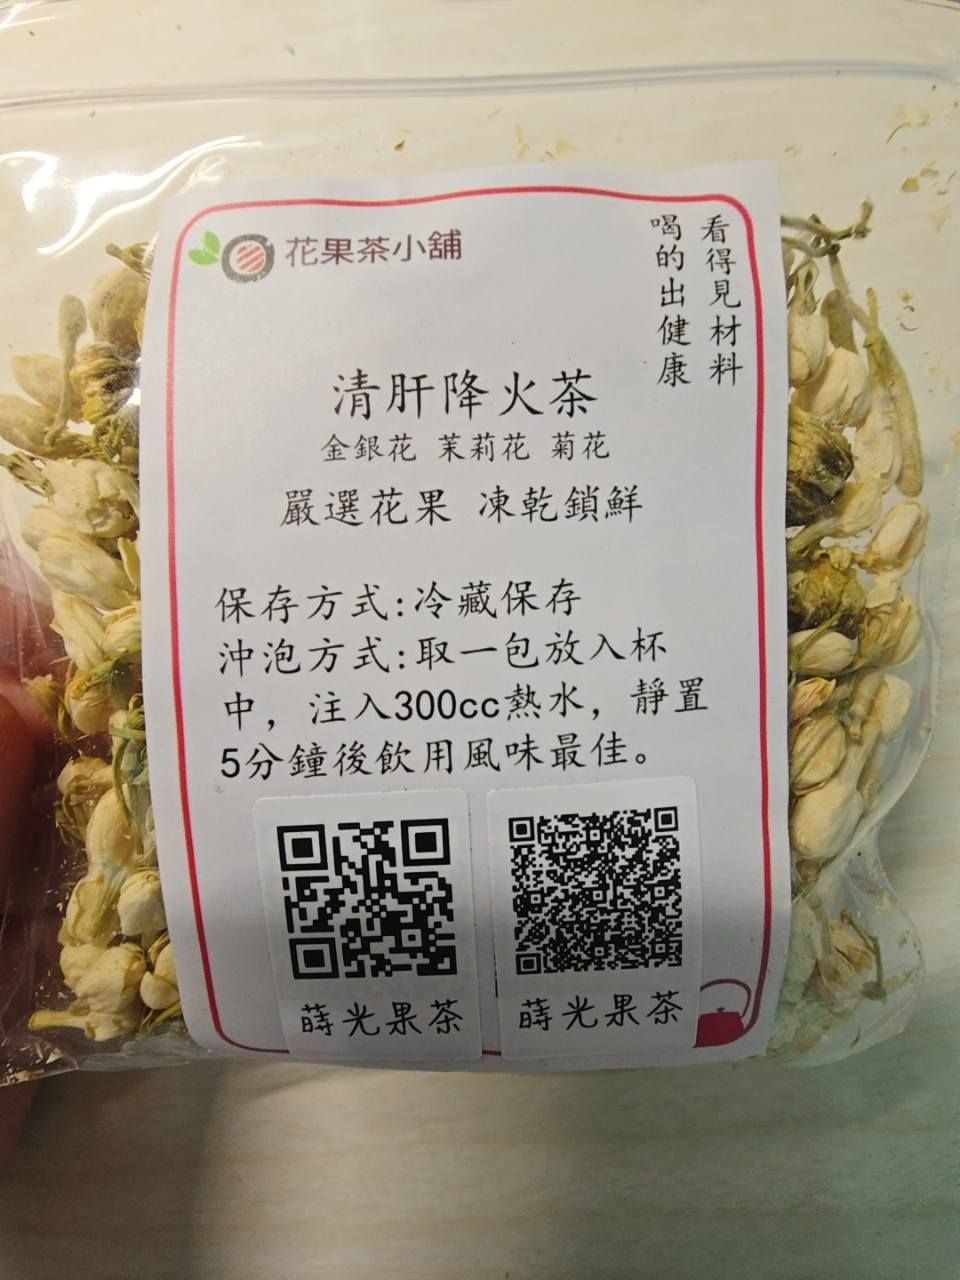 花果茶小舖
看得見材料
喝的出健康
清肝降火茶
金銀花 茉莉花 菊花
嚴選花果 凍乾鎖鮮
保存方式:冷藏保存
沖泡方式:取一包放入杯
中，注入300cc熱水，靜置
5分鐘後飲用風味最佳。
蒔光果茶
蒔光果茶